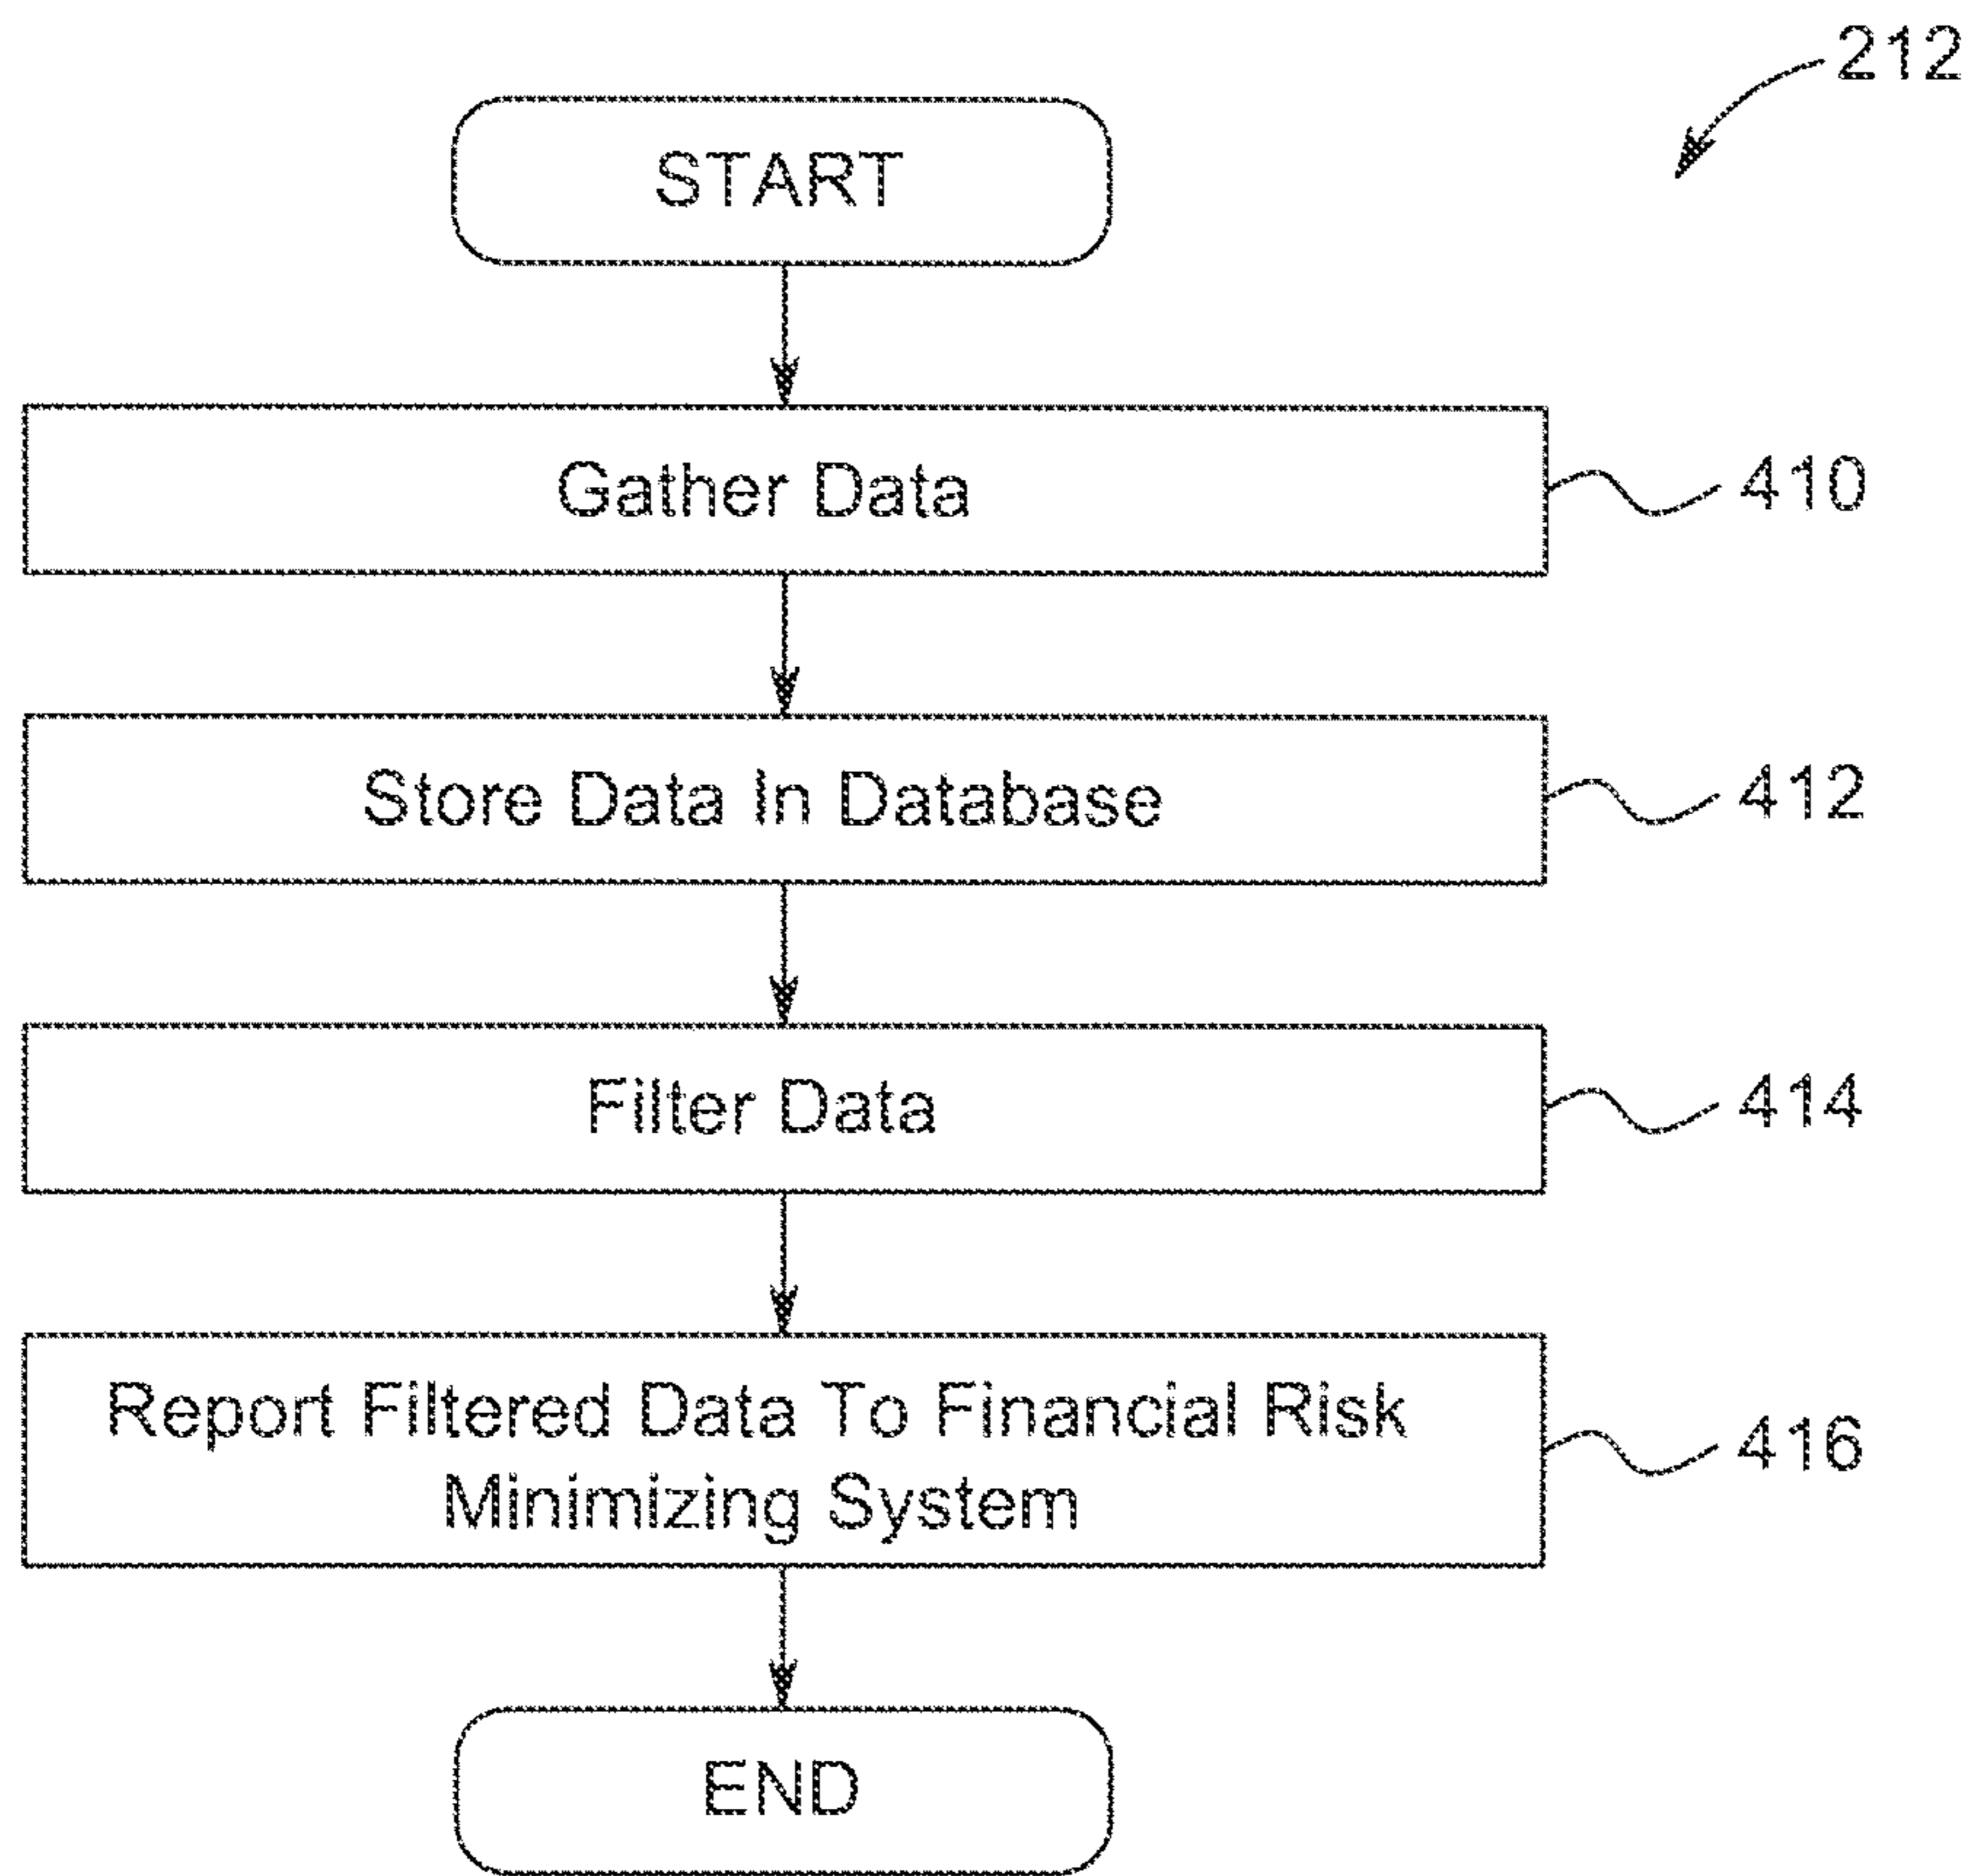 212
START
Gather Data
410
Store Data In Database
412
Filter Data
414
Report Filtered Data To Financial Risk
Minimizing System
416
END